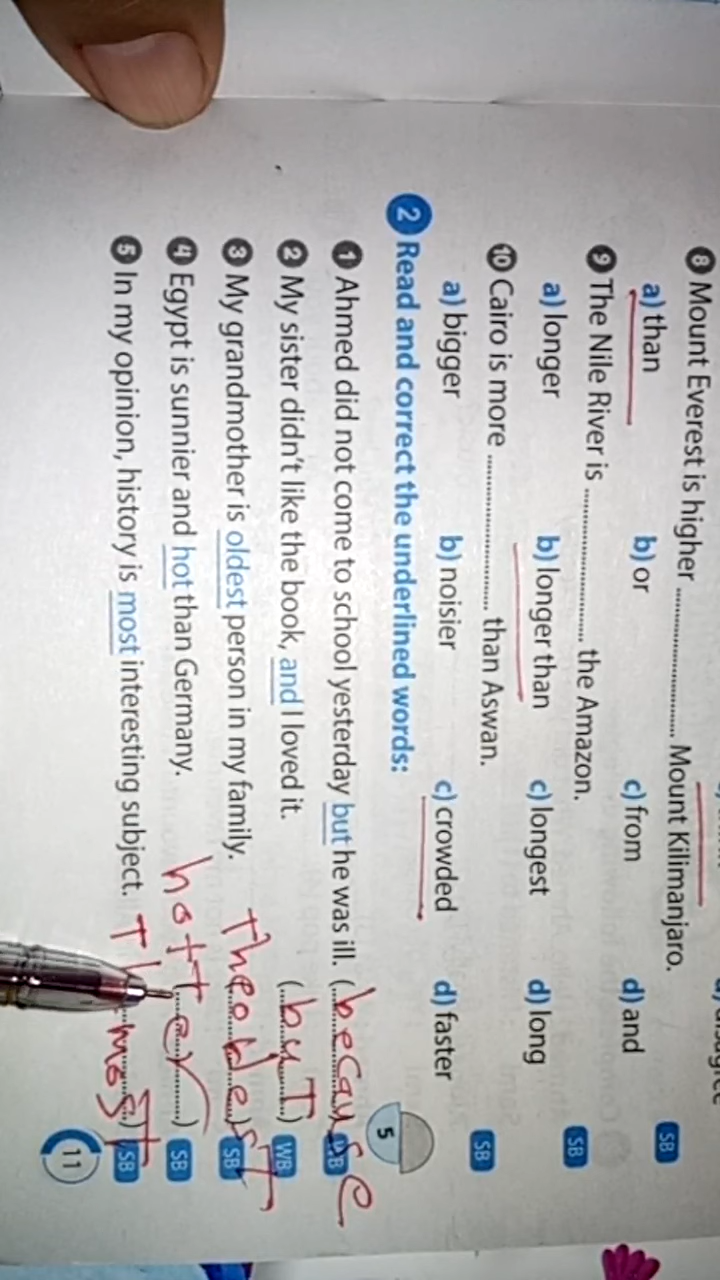 8 Mount Everest is higher .................... Mount Kilimanjaro.
a) than b) or c) from d) and SB
9 The Nile River is .................... the Amazon.
a) longer b) longer than c) longest d) long SB
10 Cairo is more .................... than Aswan.
a) bigger b) noisier c) crowded d) faster SB
2 Read and correct the underlined words: 5
1 Ahmed did not come to school yesterday but he was ill. (because) WB
2 My sister didn't like the book, and I loved it. (but) WB
3 My grandmother is oldest person in my family. (The oldest) SB
4 Egypt is sunnier and hot than Germany. (hotter) SB
5 In my opinion, history is most interesting subject. (most) SB
11